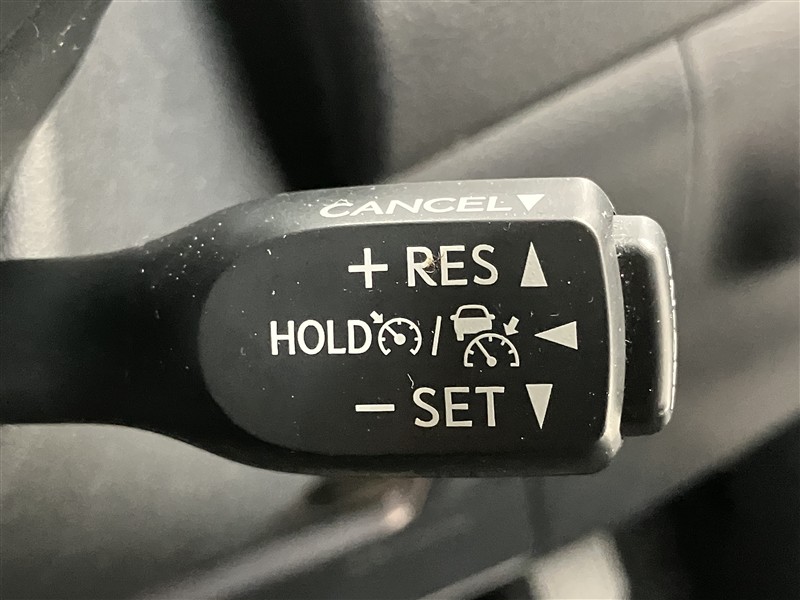 CANCEL▼
+ RES ▲
HOLD / ◀
− SET ▼